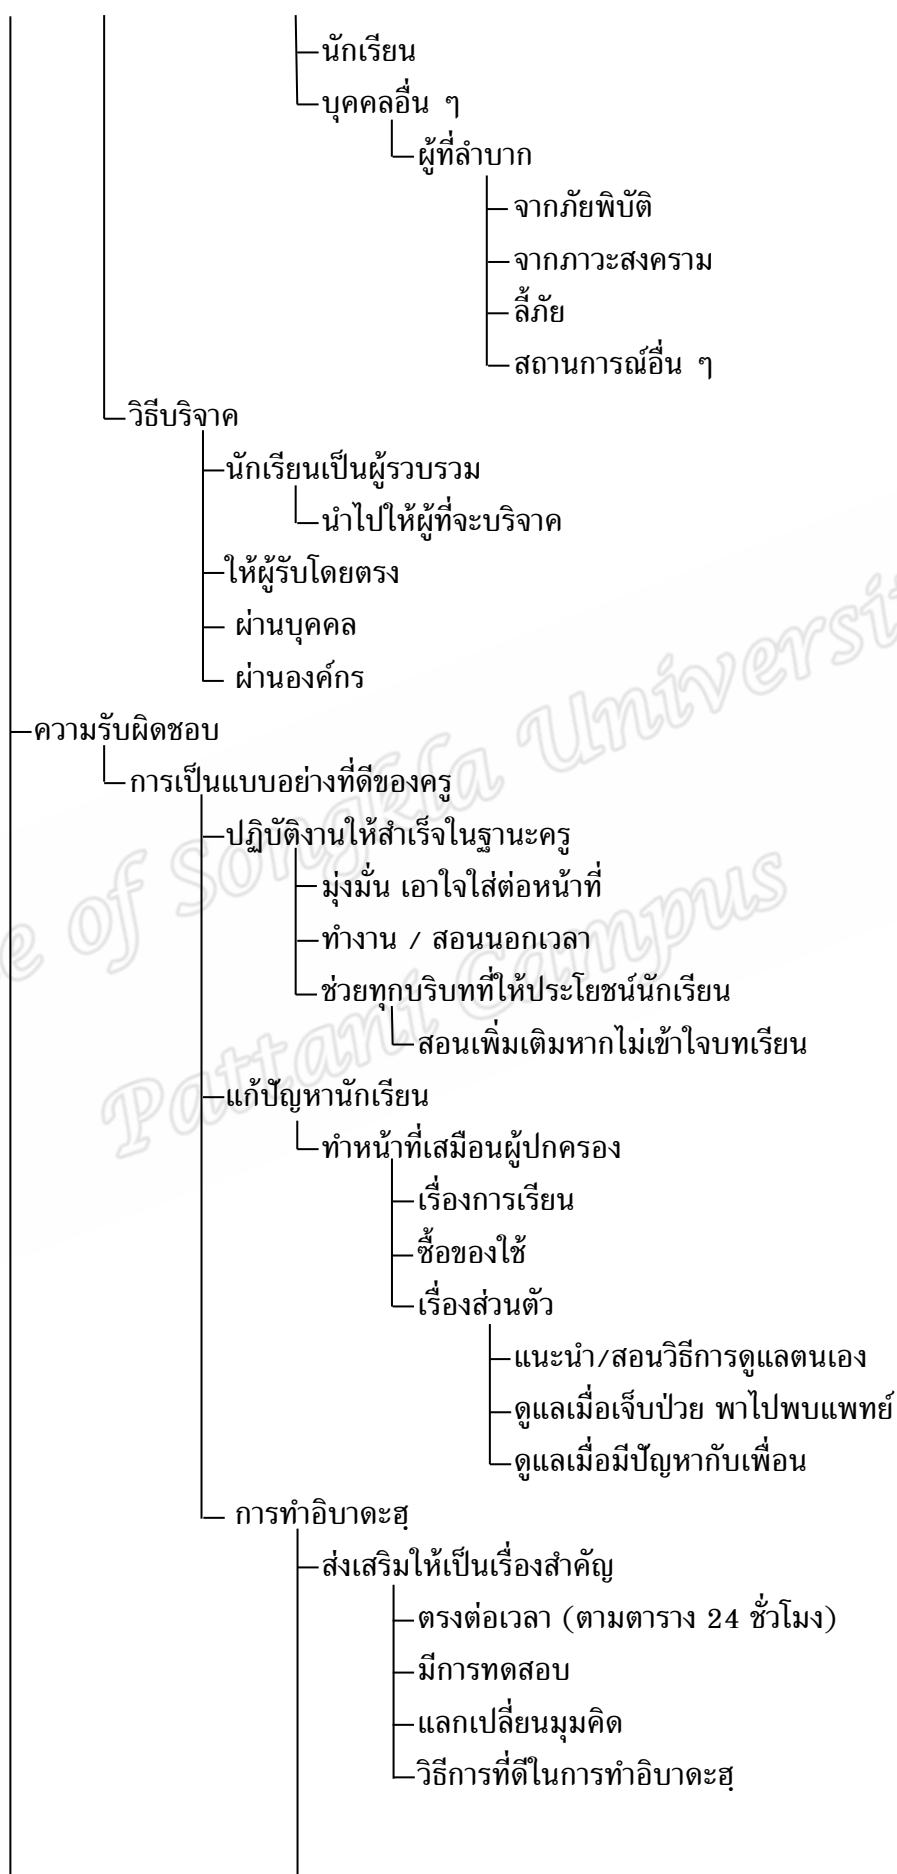 นักเรียน
บุคคลอื่น ๆ
ผู้ที่ลำบาก
จากภัยพิบัติ
จากภาวะสงคราม
ลี้ภัย
สถานการณ์อื่น ๆ
วิธีบริจาค
นักเรียนเป็นผู้รวบรวม
นำไปให้ผู้ที่จะบริจาค
ให้ผู้รับโดยตรง
ผ่านบุคคล
ผ่านองค์กร
ความรับผิดชอบ
การเป็นแบบอย่างที่ดีของครู
ปฏิบัติงานให้สำเร็จในฐานะครู
มุ่งมั่น เอาใจใส่ต่อหน้าที่
ทำงาน / สอนนอกเวลา
ช่วยทุกบริบทที่ให้ประโยชน์นักเรียน
สอนเพิ่มเติมหากไม่เข้าใจบทเรียน
แก้ปัญหานักเรียน
ทำหน้าที่เสมือนผู้ปกครอง
เรื่องการเรียน
ซื้อของใช้
เรื่องส่วนตัว
แนะนำ/สอนวิธีการดูแลตนเอง
ดูแลเมื่อเจ็บป่วย พาไปพบแพทย์
ดูแลเมื่อมีปัญหากับเพื่อน
การทำอิบาดะฮฺ
ส่งเสริมให้เป็นเรื่องสำคัญ
ตรงต่อเวลา (ตามตาราง 24 ชั่วโมง)
มีการทดสอบ
แลกเปลี่ยนมุมคิด
วิธีการที่ดีในการทำอิบาดะฮฺ
e of Songkla Universit
Pattani Campus